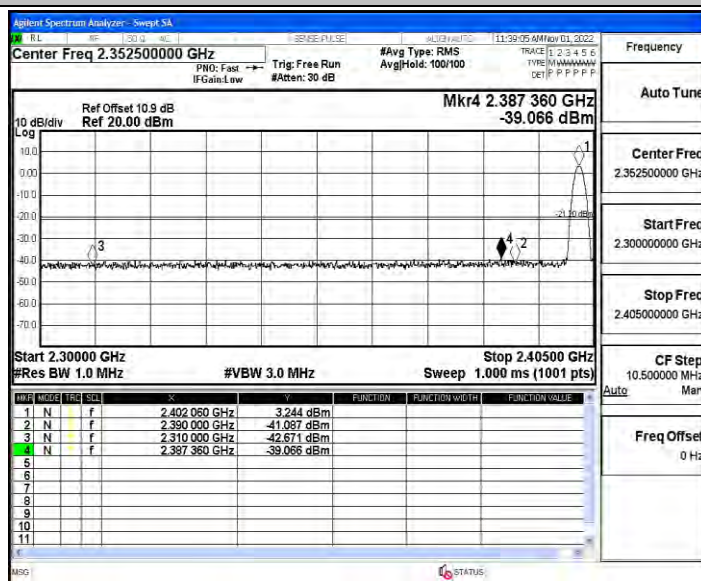 Agilent Spectrum Analyzer - Swept SA
RL RF 50 Ω AC SENSE:PULSE ALIGN AUTO 11:39:05 AM Nov 01, 2022
Center Freq 2.352500000 GHz
PNO: Fast
IFGain:Low
Trig: Free Run
#Atten: 30 dB
#Avg Type: RMS
Avg|Hold: 100/100
TRACE 1 2 3 4 5 6
TYPE M W W W W W
DET P P P P P P
Ref Offset 10.9 dB
10 dB/div Ref 20.00 dBm
Log
Mkr4 2.387 360 GHz
-39.066 dBm
10.0
0.00
-10.0
-20.0
-30.0
-40.0
-50.0
-60.0
-70.0
1
-21.20 dBm
3
4
2
Start 2.30000 GHz
Stop 2.40500 GHz
#Res BW 1.0 MHz
#VBW 3.0 MHz
Sweep 1.000 ms (1001 pts)
MKR MODE TRC SCL X Y FUNCTION FUNCTION WIDTH FUNCTION VALUE
1 N f 2.402 060 GHz 3.244 dBm
2 N f 2.390 000 GHz -41.087 dBm
3 N f 2.310 000 GHz -42.671 dBm
4 N f 2.387 360 GHz -39.066 dBm
5
6
7
8
9
10
11
MSG
STATUS
Frequency
Auto Tune
Center Freq
2.352500000 GHz
Start Freq
2.300000000 GHz
Stop Freq
2.405000000 GHz
CF Step
10.500000 MHz
Auto Man
Freq Offset
0 Hz